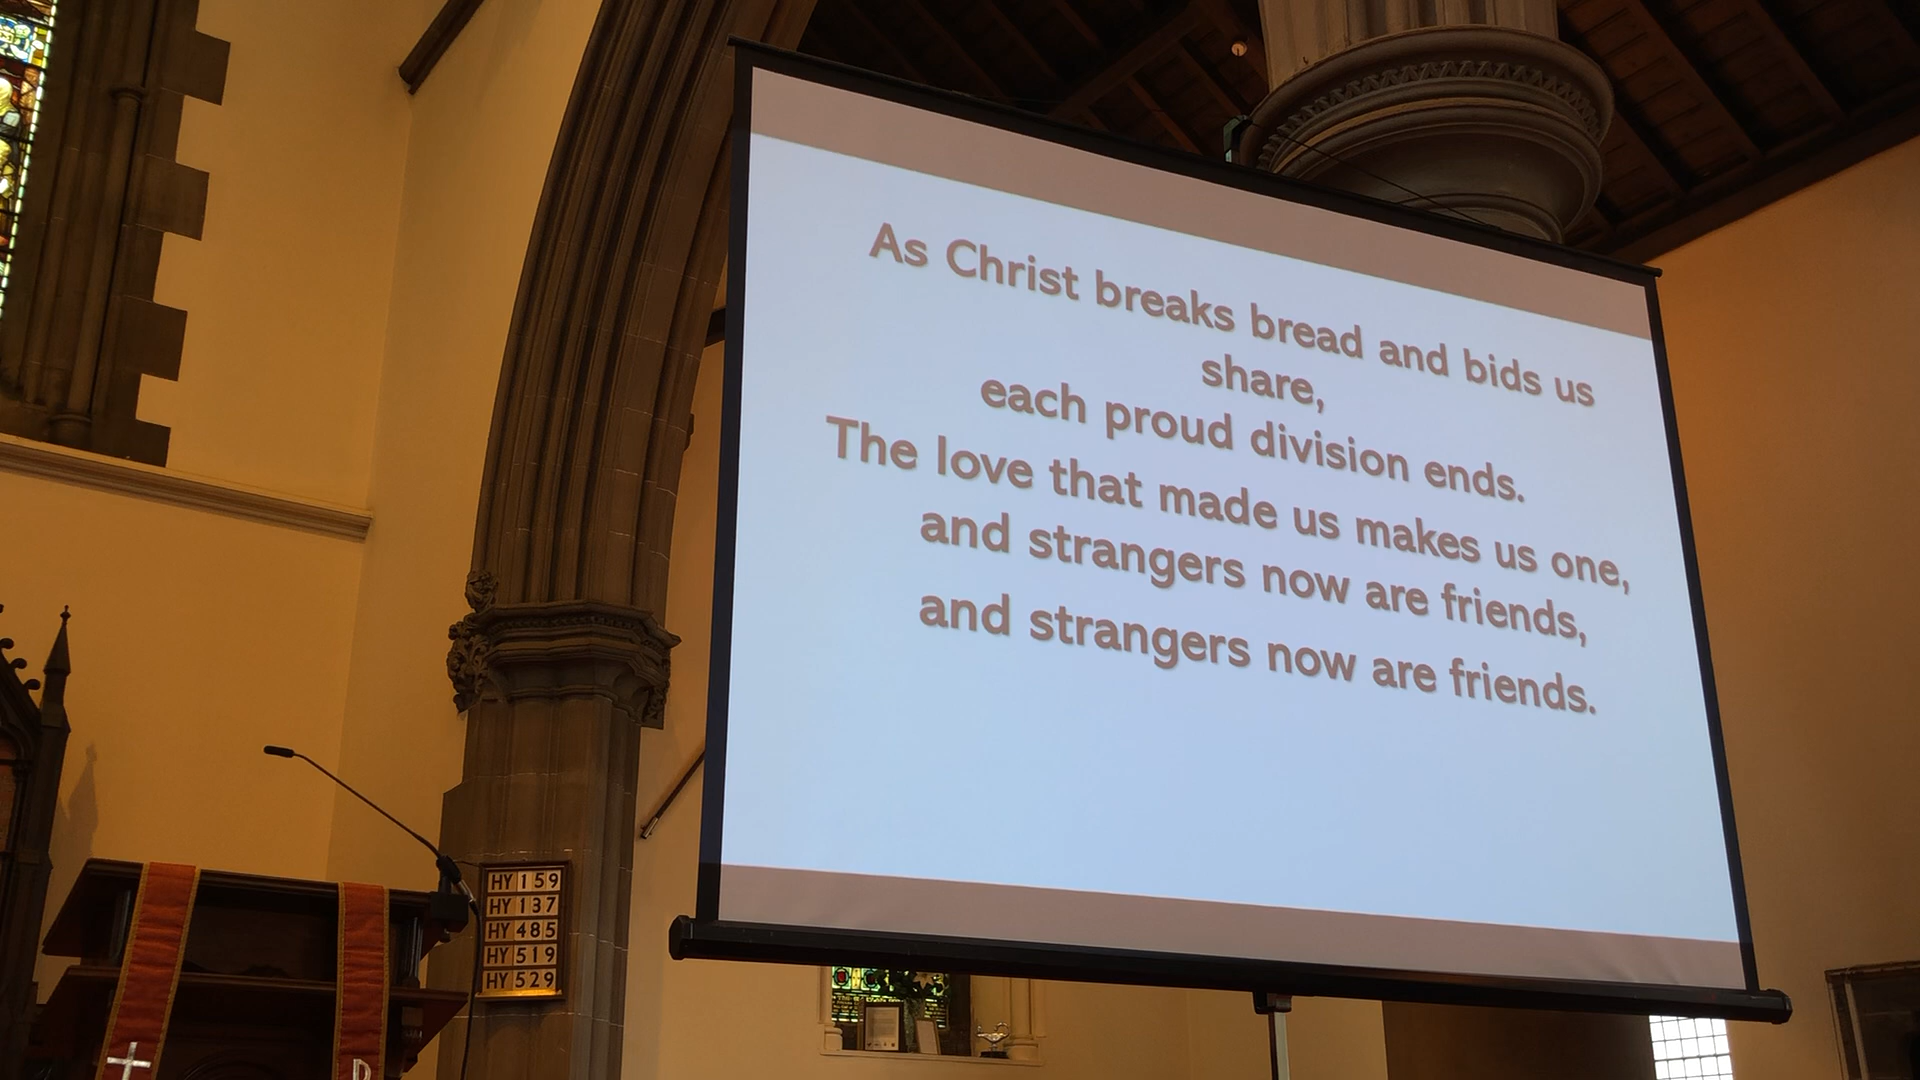 As Christ breaks bread and bids us
share,
each proud division ends.
The love that made us makes us one,
and strangers now are friends,
and strangers now are friends.
HY 159
HY 137
HY 485
HY 519
HY 529